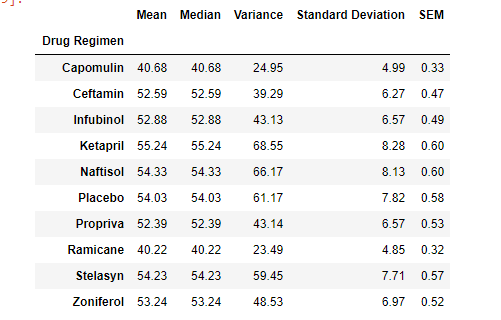 9]:
Mean Median Variance Standard Deviation SEM
Drug Regimen
Capomulin 40.68 40.68 24.95 4.99 0.33
Ceftamin 52.59 52.59 39.29 6.27 0.47
Infubinol 52.88 52.88 43.13 6.57 0.49
Ketapril 55.24 55.24 68.55 8.28 0.60
Naftisol 54.33 54.33 66.17 8.13 0.60
Placebo 54.03 54.03 61.17 7.82 0.58
Propriva 52.39 52.39 43.14 6.57 0.53
Ramicane 40.22 40.22 23.49 4.85 0.32
Stelasyn 54.23 54.23 59.45 7.71 0.57
Zoniferol 53.24 53.24 48.53 6.97 0.52